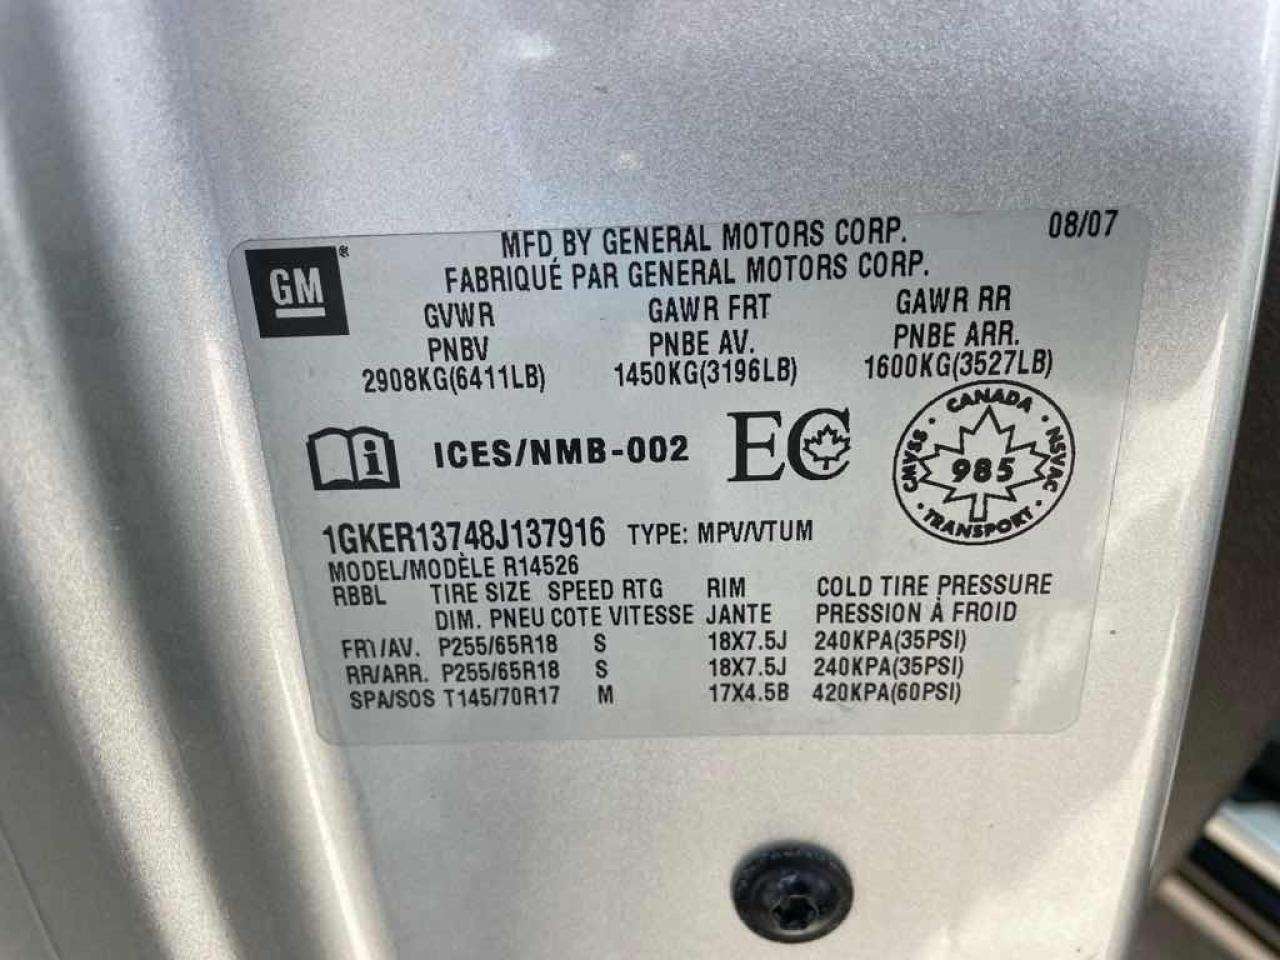 MFD. BY GENERAL MOTORS CORP. 08/07
GM®
FABRIQUÉ PAR GENERAL MOTORS CORP.
GVWR GAWR FRT GAWR RR
PNBV PNBE AV. PNBE ARR.
2908KG(6411LB) 1450KG(3196LB) 1600KG(3527LB)
i ICES/NMB-002 EC
CANADA
CMVSS 985 NSVAC
TRANSPORT
1GKER13748J137916 TYPE: MPV/VTUM
MODEL/MODÈLE R14526
RBBL TIRE SIZE SPEED RTG RIM COLD TIRE PRESSURE
DIM. PNEU COTE VITESSE JANTE PRESSION À FROID
FRT/AV. P255/65R18 S 18X7.5J 240KPA(35PSI)
RR/ARR. P255/65R18 S 18X7.5J 240KPA(35PSI)
SPA/SOS T145/70R17 M 17X4.5B 420KPA(60PSI)